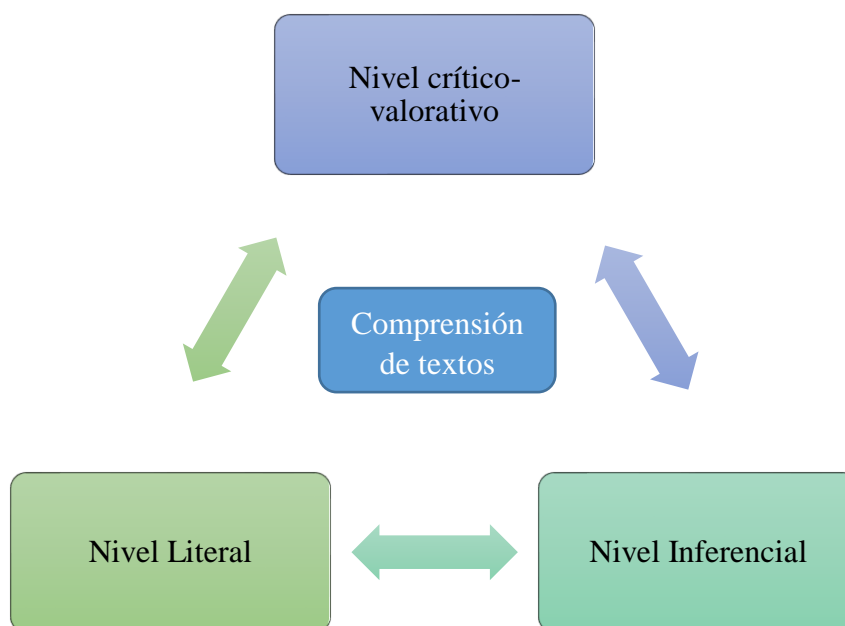 Nivel crítico-
valorativo
Comprensión
de textos
Nivel Literal
Nivel Inferencial